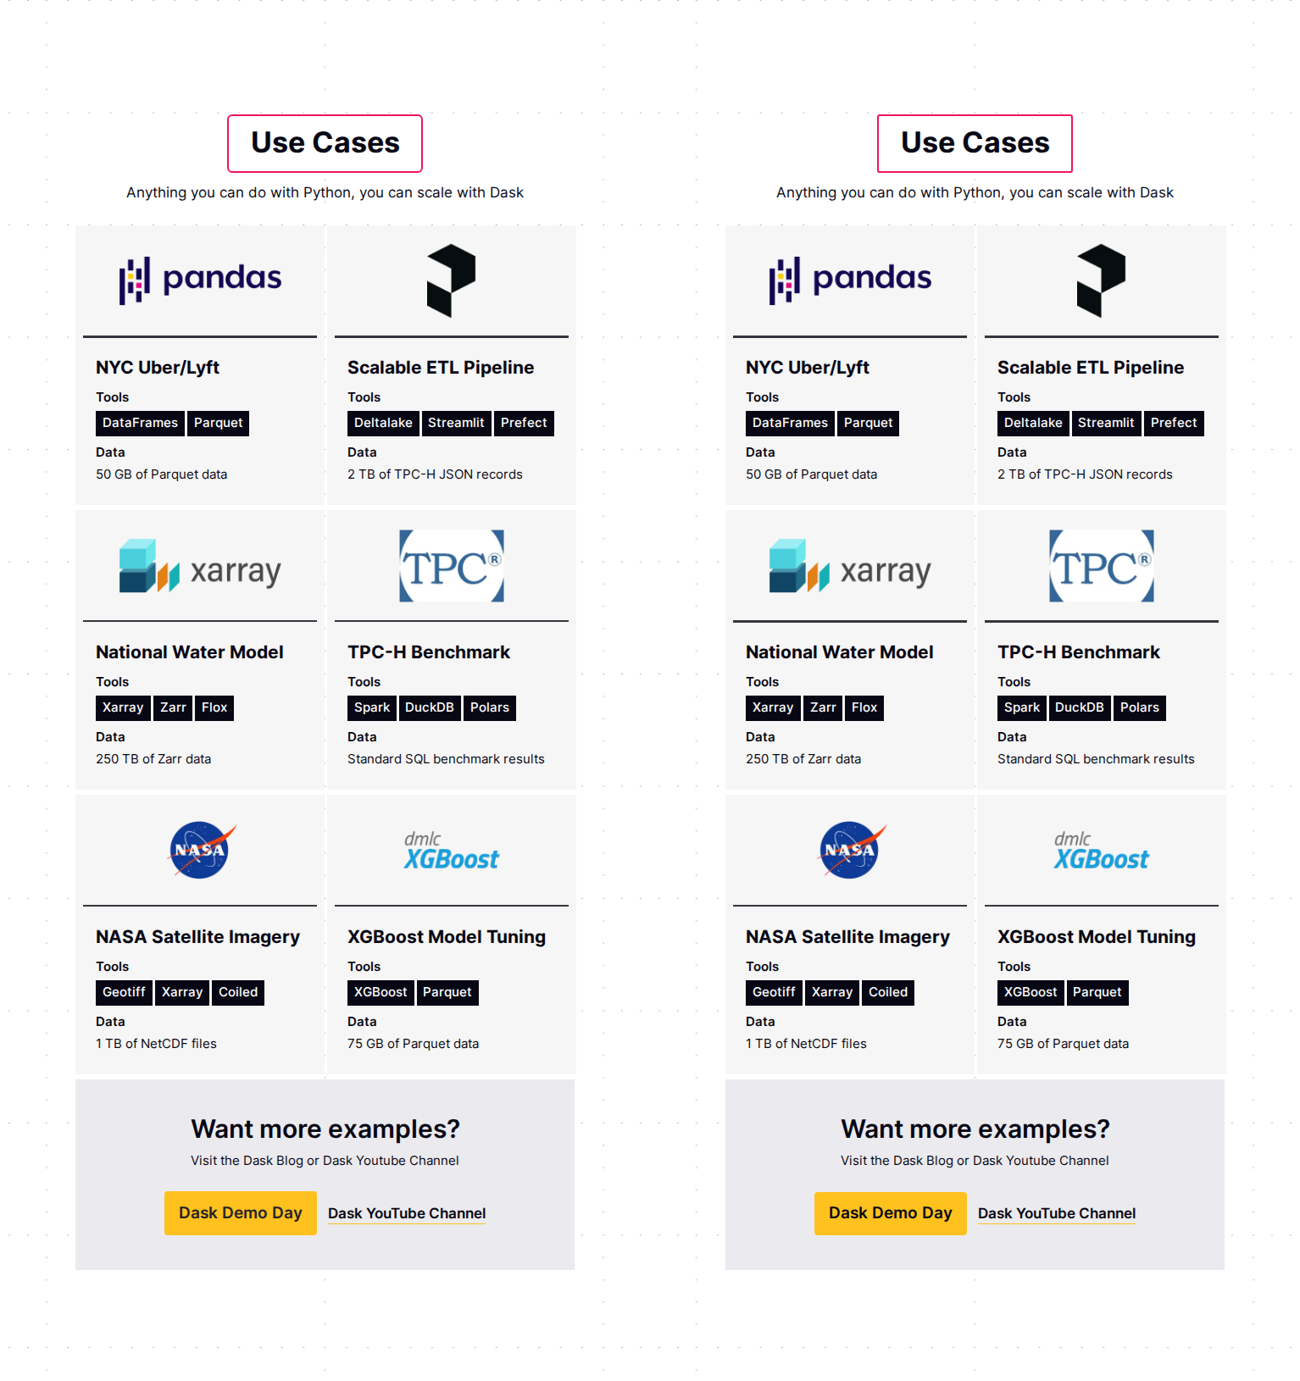 Use Cases
Anything you can do with Python, you can scale with Dask
pandas
NYC Uber/Lyft
Tools
DataFrames Parquet
Data
50 GB of Parquet data
Scalable ETL Pipeline
Tools
Deltalake Streamlit Prefect
Data
2 TB of TPC-H JSON records
xarray
National Water Model
Tools
Xarray Zarr Flox
Data
250 TB of Zarr data
TPC®
TPC-H Benchmark
Tools
Spark DuckDB Polars
Data
Standard SQL benchmark results
NASA
NASA Satellite Imagery
Tools
Geotiff Xarray Coiled
Data
1 TB of NetCDF files
dmlc
XGBoost
XGBoost Model Tuning
Tools
XGBoost Parquet
Data
75 GB of Parquet data
Want more examples?
Visit the Dask Blog or Dask Youtube Channel
Dask Demo Day Dask YouTube Channel
Use Cases
Anything you can do with Python, you can scale with Dask
pandas
NYC Uber/Lyft
Tools
DataFrames Parquet
Data
50 GB of Parquet data
Scalable ETL Pipeline
Tools
Deltalake Streamlit Prefect
Data
2 TB of TPC-H JSON records
xarray
National Water Model
Tools
Xarray Zarr Flox
Data
250 TB of Zarr data
TPC®
TPC-H Benchmark
Tools
Spark DuckDB Polars
Data
Standard SQL benchmark results
NASA
NASA Satellite Imagery
Tools
Geotiff Xarray Coiled
Data
1 TB of NetCDF files
dmlc
XGBoost
XGBoost Model Tuning
Tools
XGBoost Parquet
Data
75 GB of Parquet data
Want more examples?
Visit the Dask Blog or Dask Youtube Channel
Dask Demo Day Dask YouTube Channel